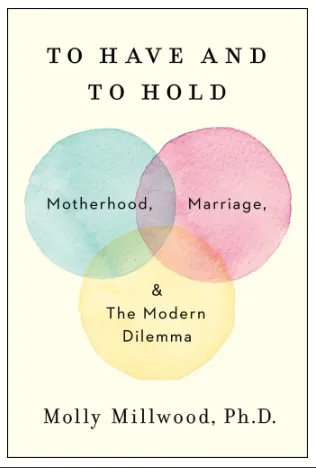 TO HAVE AND
TO HOLD
Motherhood, Marriage,
&
The Modern
Dilemma
Molly Millwood, Ph.D.